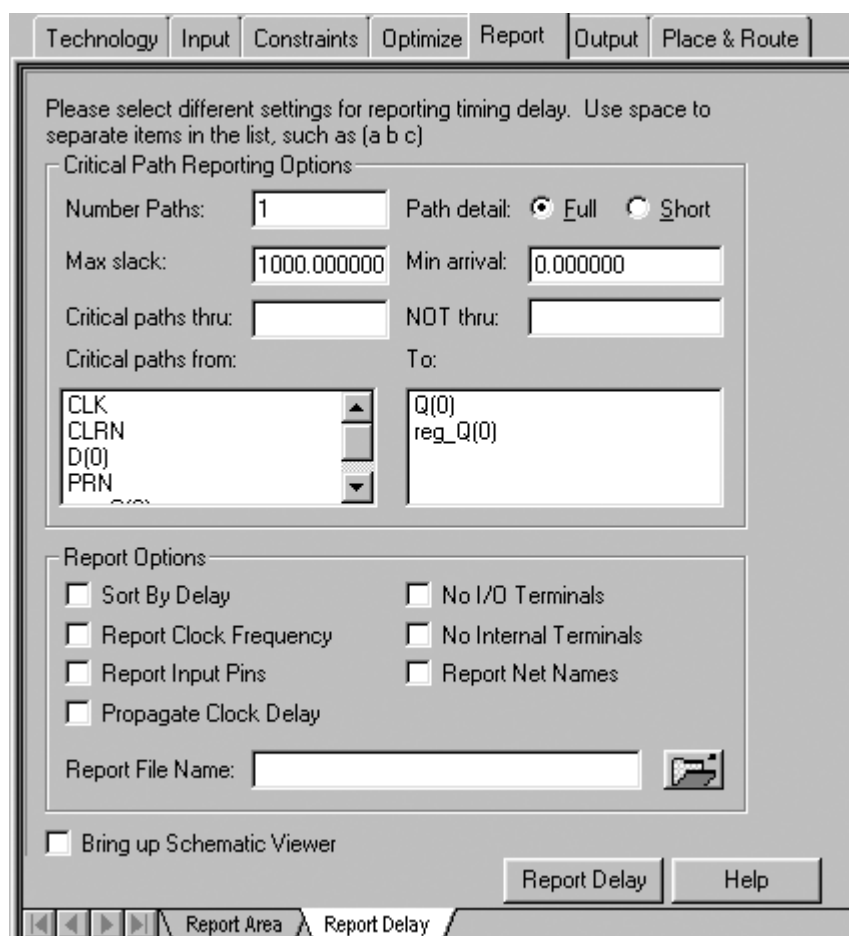 Technology Input Constraints Optimize Report Output Place & Route
Please select different settings for reporting timing delay. Use space to
separate items in the list, such as (a b c)
Critical Path Reporting Options
Number Paths: 1 Path detail: Full Short
Max slack: 1000.000000 Min arrival: 0.000000
Critical paths thru: NOT thru:
Critical paths from: To:
CLK Q(0)
CLRN reg_Q(0)
D(0)
PRN
Report Options
Sort By Delay No I/O Terminals
Report Clock Frequency No Internal Terminals
Report Input Pins Report Net Names
Propagate Clock Delay
Report File Name:
Bring up Schematic Viewer
Report Delay Help
Report Area Report Delay